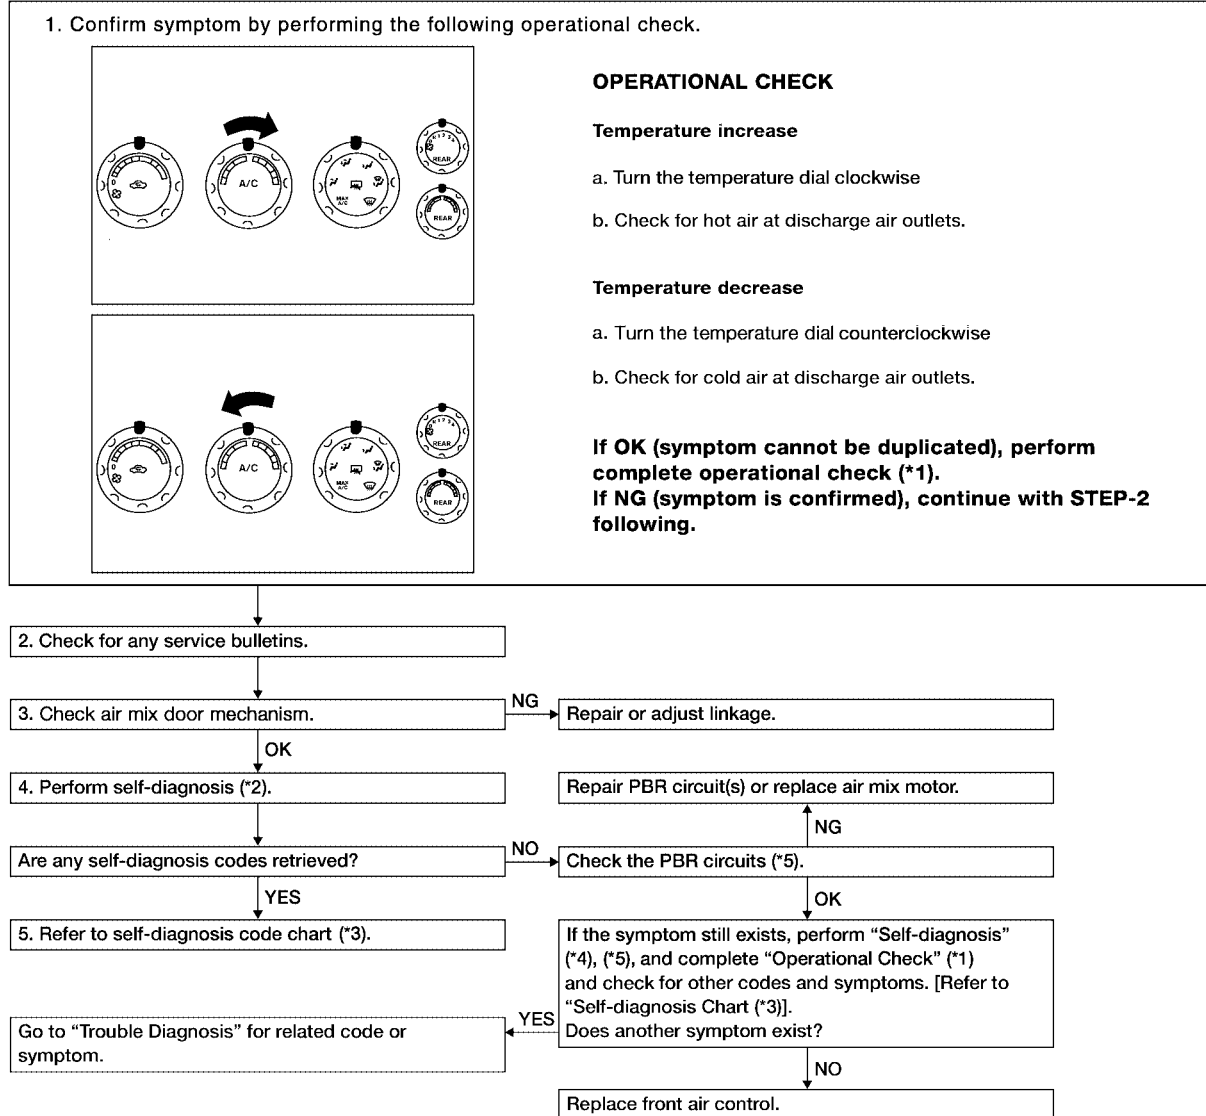 1. Confirm symptom by performing the following operational check.
A/C
MAX
A/C
0 1 2 3 4
REAR
REAR
OPERATIONAL CHECK
Temperature increase
a. Turn the temperature dial clockwise
b. Check for hot air at discharge air outlets.
Temperature decrease
a. Turn the temperature dial counterclockwise
b. Check for cold air at discharge air outlets.
A/C
MAX
A/C
REAR
REAR
If OK (symptom cannot be duplicated), perform
complete operational check (*1).
If NG (symptom is confirmed), continue with STEP-2
following.
2. Check for any service bulletins.
3. Check air mix door mechanism.
NG
Repair or adjust linkage.
OK
4. Perform self-diagnosis (*2).
Repair PBR circuit(s) or replace air mix motor.
NG
Are any self-diagnosis codes retrieved?
NO
Check the PBR circuits (*5).
YES
OK
5. Refer to self-diagnosis code chart (*3).
If the symptom still exists, perform “Self-diagnosis”
(*4), (*5), and complete “Operational Check” (*1)
and check for other codes and symptoms. [Refer to
“Self-diagnosis Chart (*3)].
Does another symptom exist?
YES
Go to “Trouble Diagnosis” for related code or
symptom.
NO
Replace front air control.